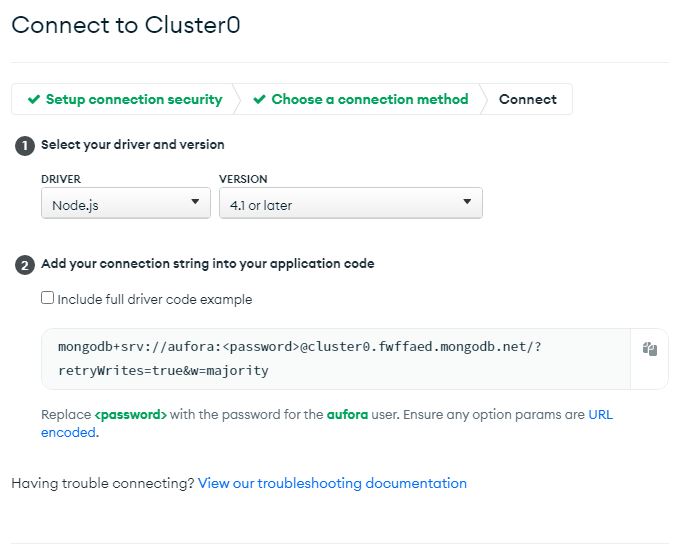 Connect to Cluster0
Setup connection security
Choose a connection method
Connect
1 Select your driver and version
DRIVER VERSION
Node.js 4.1 or later
2 Add your connection string into your application code
Include full driver code example
mongodb+srv://aufora:<password>@cluster0.fwffaed.mongodb.net/?
retryWrites=true&w=majority
Replace <password> with the password for the aufora user. Ensure any option params are URL
encoded.
Having trouble connecting? View our troubleshooting documentation